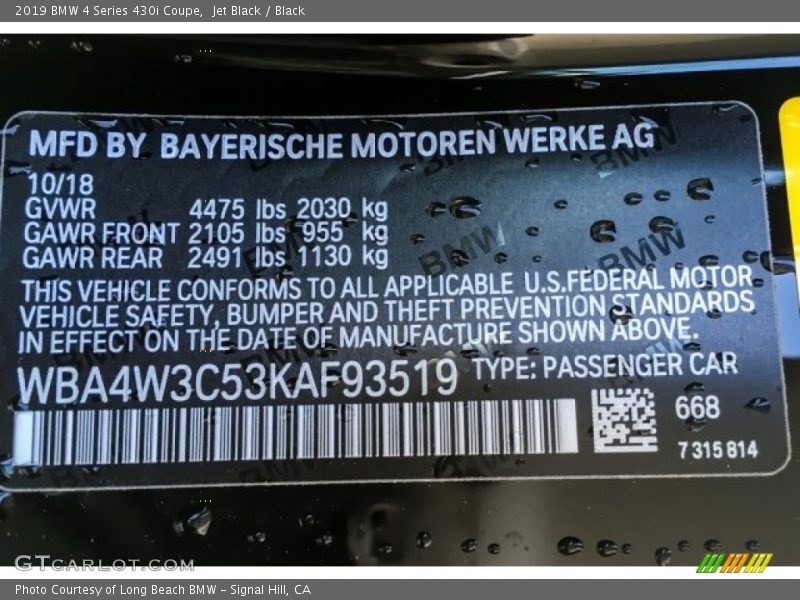 2019 BMW 4 Series 430i Coupe, Jet Black / Black
MFD BY BAYERISCHE MOTOREN WERKE AG
10/18
GVWR 4475 lbs 2030 kg
GAWR FRONT 2105 lbs 955 kg
GAWR REAR 2491 lbs 1130 kg
THIS VEHICLE CONFORMS TO ALL APPLICABLE U.S.FEDERAL MOTOR
VEHICLE SAFETY, BUMPER AND THEFT PREVENTION STANDARDS
IN EFFECT ON THE DATE OF MANUFACTURE SHOWN ABOVE.
WBA4W3C53KAF93519 TYPE: PASSENGER CAR
668
7 315 814
GTCARLOT.COM
Photo Courtesy of Long Beach BMW - Signal Hill, CA